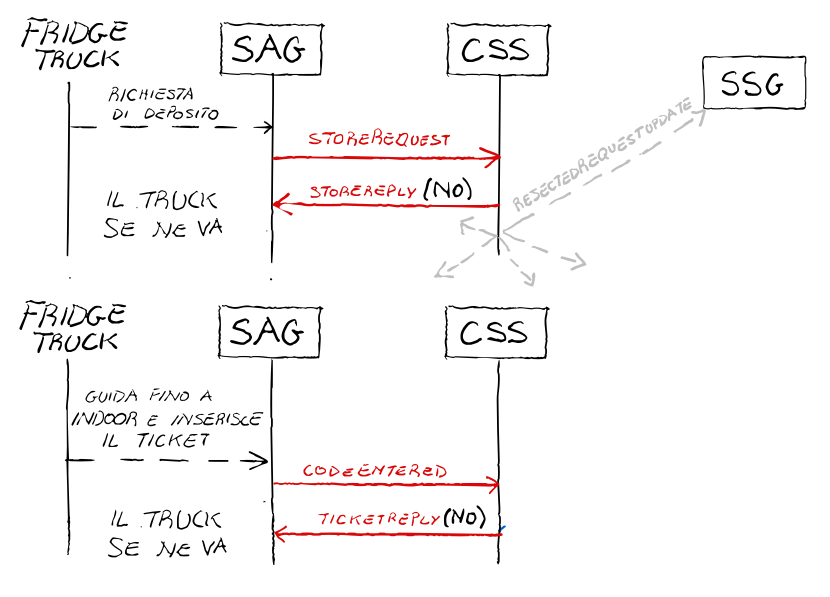 FRIDGE
TRUCK
SAG
CSS
SSG
RICHIESTA
DI DEPOSITO
STOREREQUEST
RESECTEDREQUESTUPDATE
STOREREPLY (NO)
IL TRUCK
SE NE VA
FRIDGE
TRUCK
SAG
CSS
GUIDA FINO A
INDOOR E INSERISCE
IL TICKET
CODEENTERED
TICKETREPLY (NO)
IL TRUCK
SE NE VA